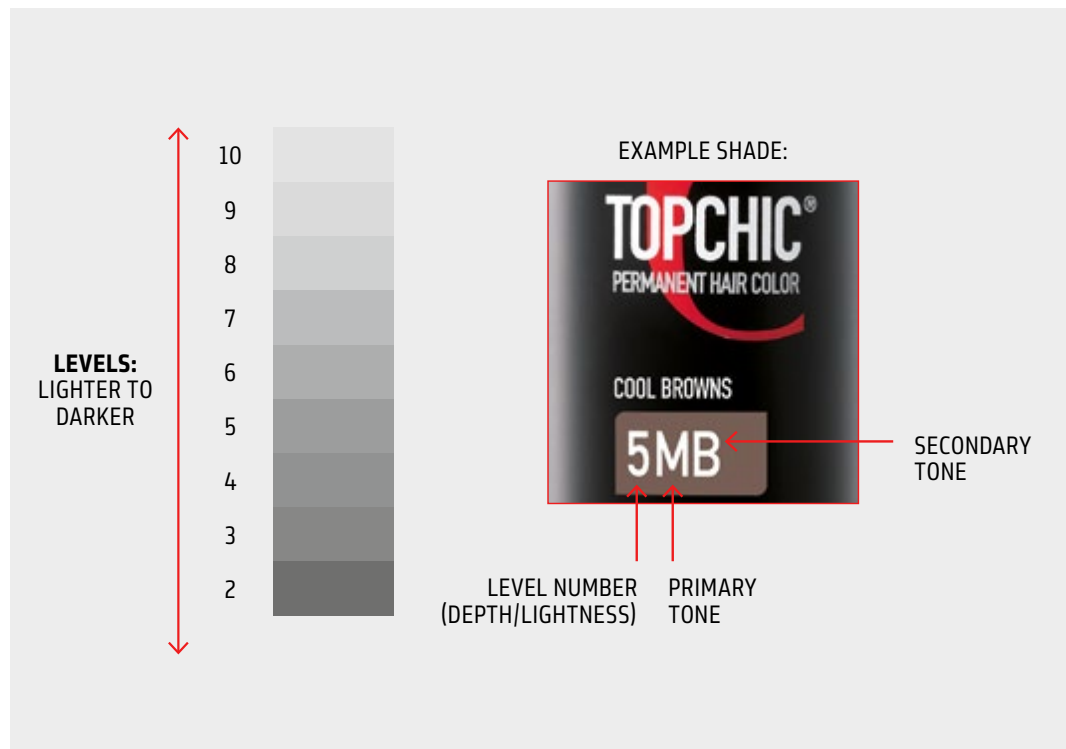 LEVELS:
LIGHTER TO
DARKER
10
9
8
7
6
5
4
3
2
EXAMPLE SHADE:
TOPCHIC®
PERMANENT HAIR COLOR
COOL BROWNS
5MB
SECONDARY
TONE
LEVEL NUMBER
(DEPTH/LIGHTNESS)
PRIMARY
TONE